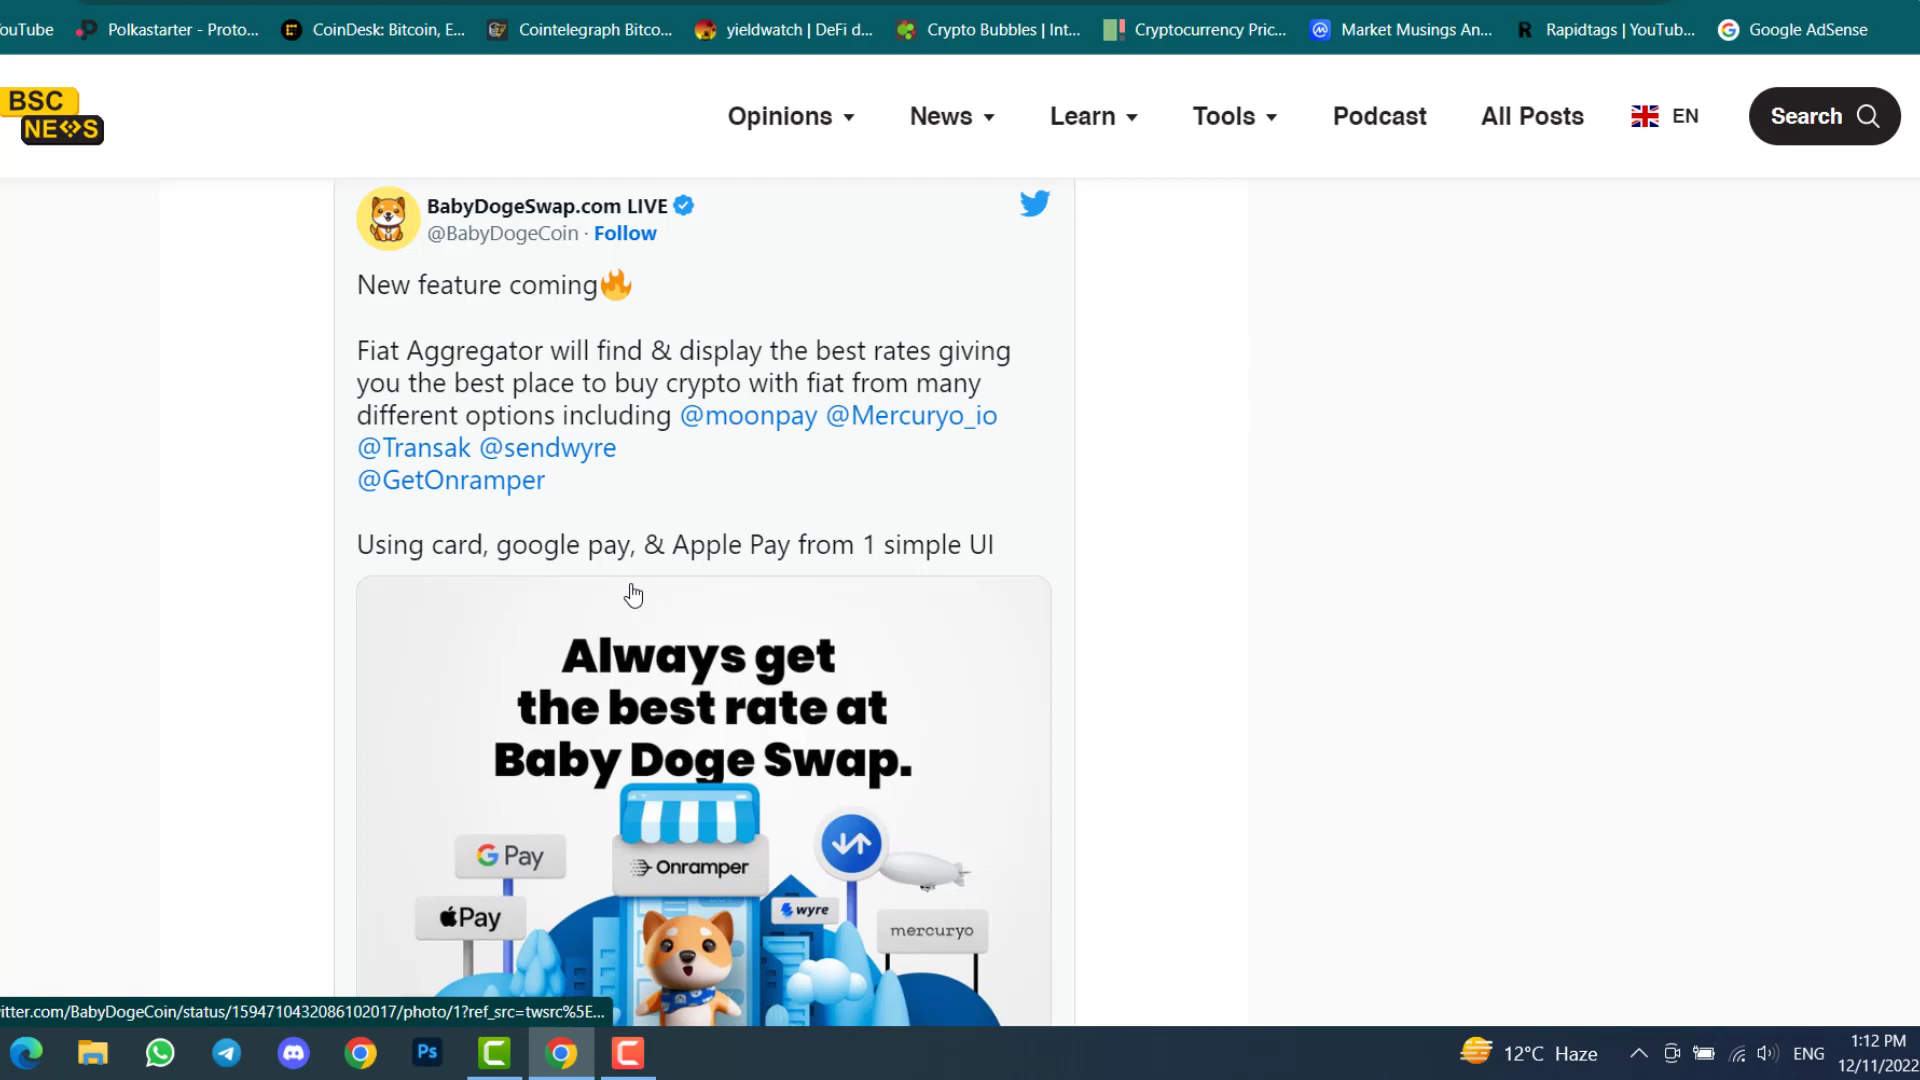 ouTube
Polkastarter - Proto...
CoinDesk: Bitcoin, E...
Cointelegraph Bitco...
yieldwatch | DeFi d...
Crypto Bubbles | Int...
Cryptocurrency Pric...
Market Musings An...
Rapidtags | YouTub...
Google AdSense
BSC
NEWS
Opinions
News
Learn
Tools
Podcast
All Posts
EN
Search
BabyDogeSwap.com LIVE
@BabyDogeCoin · Follow
New feature coming🔥
Fiat Aggregator will find & display the best rates giving
you the best place to buy crypto with fiat from many
different options including @moonpay @Mercuryo_io
@Transak @sendwyre
@GetOnramper
Using card, google pay, & Apple Pay from 1 simple UI
Always get
the best rate at
Baby Doge Swap.
G Pay
Onramper
Pay
wyre
mercuryo
itter.com/BabyDogeCoin/status/1594710432086102017/photo/1?ref_src=twsrc%5E...
Ps
12°C Haze
ENG
1:12 PM
12/11/2022